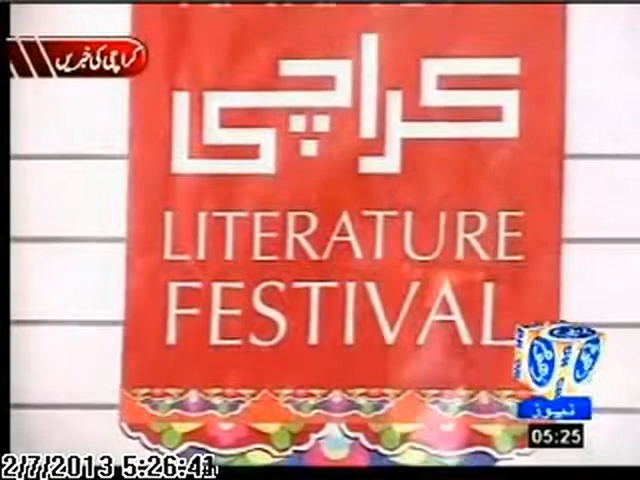 کراچی کی خبریں
کراچی
LITERATURE
FESTIVAL
نیوز
05:25
2/7/2013 5:26:41